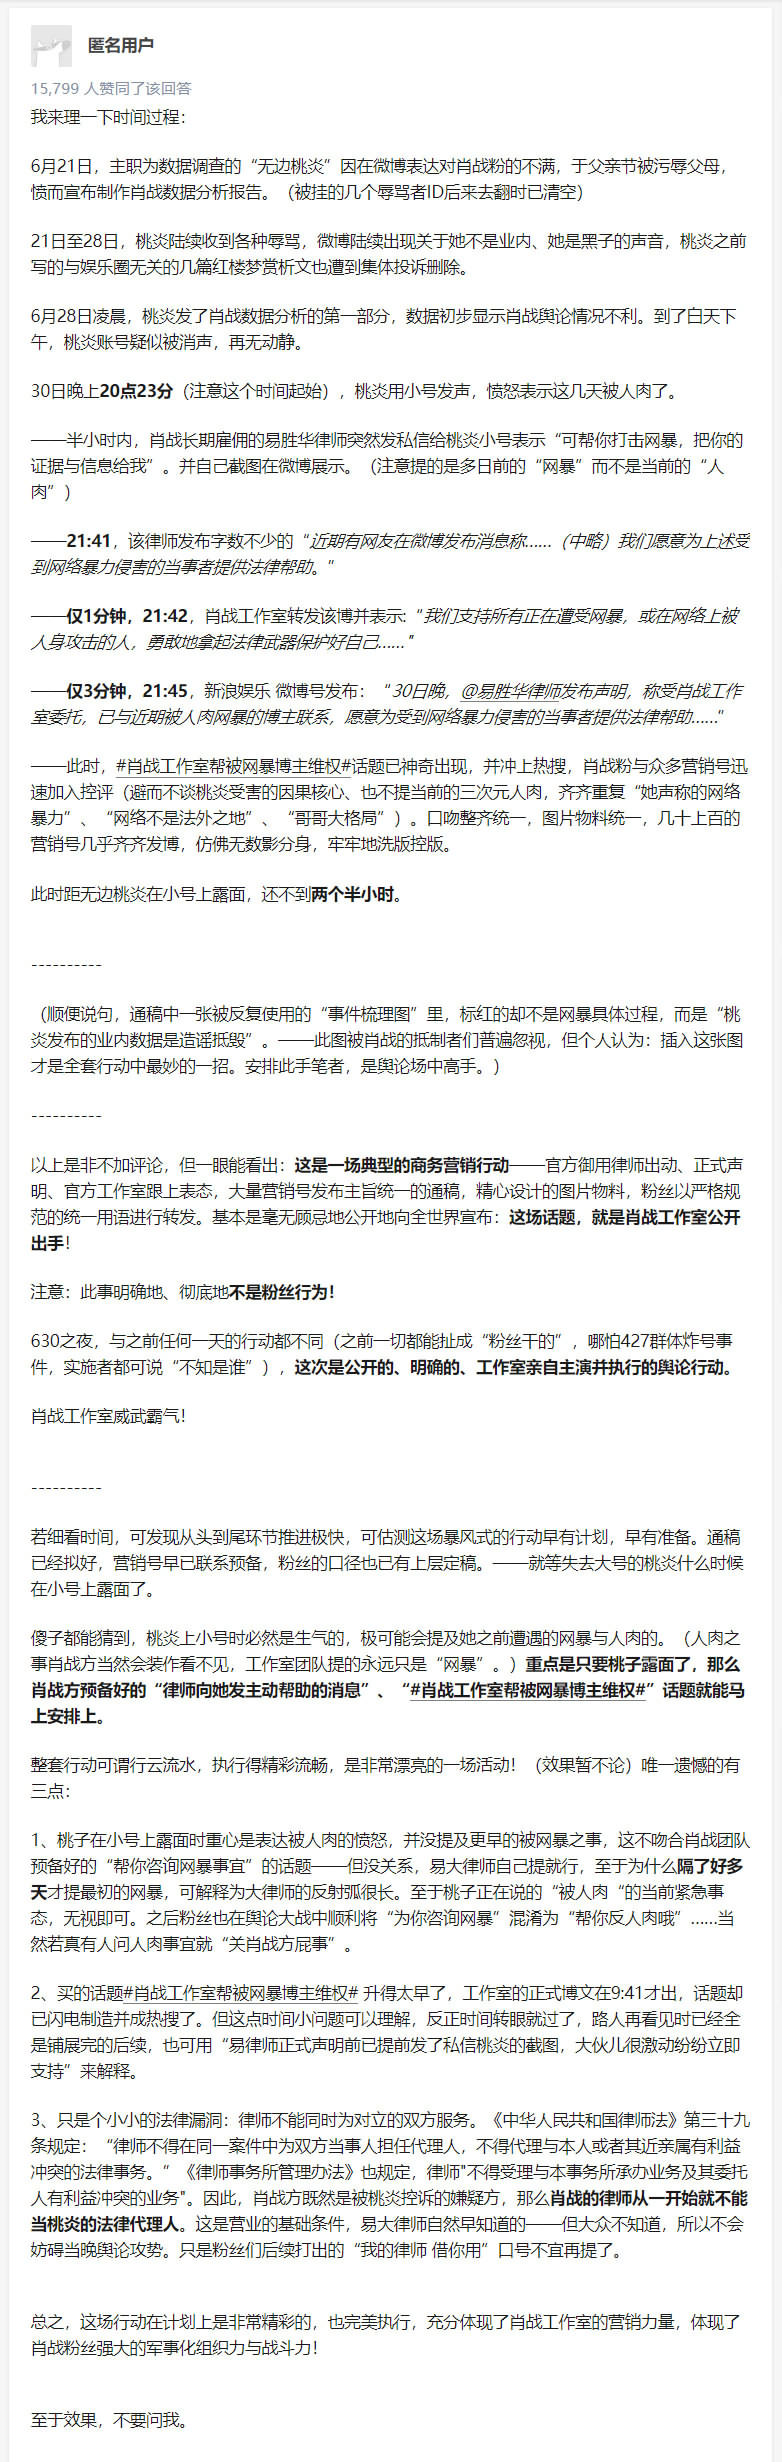 匿名用户
15,799 人赞同了该回答
我来理一下时间过程：
6月21日，主职为数据调查的“无边桃炎”因在微博表达对肖战粉的不满，于父亲节被污辱父母，
愤而宣布制作肖战数据分析报告。（被挂的几个辱骂者ID后来去翻时已清空）
21日至28日，桃炎陆续收到各种辱骂，微博陆续出现关于她不是业内、她是黑子的声音，桃炎之前
写的与娱乐圈无关的几篇红楼梦赏析文也遭到集体投诉删除。
6月28日凌晨，桃炎发了肖战数据分析的第一部分，数据初步显示肖战舆论情况不利。到了白天下
午，桃炎账号疑似被消声，再无动静。
30日晚上20点23分（注意这个时间起始），桃炎用小号发声，愤怒表示这几天被人肉了。
——半小时内，肖战长期雇佣的易胜华律师突然发私信给桃炎小号表示“可帮你打击网暴，把你的
证据与信息给我”。并自己截图在微博展示。（注意提的是多日前的“网暴”而不是当前的“人
肉”）
——21:41，该律师发布字数不少的“近期有网友在微博发布消息称……（中略）我们愿意为上述受
到网络暴力侵害的当事者提供法律帮助。”
——仅1分钟，21:42，肖战工作室转发该博并表示:“我们支持所有正在遭受网暴，或在网络上被
人身攻击的人，勇敢地拿起法律武器保护好自己……"
——仅3分钟，21:45，新浪娱乐 微博号发布：“30日晚，@易胜华律师发布声明，称受肖战工作
室委托，已与近期被人肉网暴的博主联系，愿意为受到网络暴力侵害的当事者提供法律帮助……”
——此时，#肖战工作室帮被网暴博主维权#话题已神奇出现，并冲上热搜，肖战粉与众多营销号迅
速加入控评（避而不谈桃炎受害的因果核心、也不提当前的三次元人肉，齐齐重复“她声称的网络
暴力”、“网络不是法外之地”、“哥哥大格局”）。口吻整齐统一，图片物料统一，几十上百的
营销号几乎齐齐发博，仿佛无数影分身，牢牢地洗版控版。
此时距无边桃炎在小号上露面，还不到两个半小时。
----------
（顺便说句，通稿中一张被反复使用的“事件梳理图”里，标红的却不是网暴具体过程，而是“桃
炎发布的业内数据是造谣抵毁”。——此图被肖战的抵制者们普遍忽视，但个人认为：插入这张图
才是全套行动中最妙的一招。安排此手笔者，是舆论场中高手。）
----------
以上是非不加评论，但一眼能看出：这是一场典型的商务营销行动——官方御用律师出动、正式声
明、官方工作室跟上表态，大量营销号发布主旨统一的通稿，精心设计的图片物料，粉丝以严格规
范的统一用语进行转发。基本是毫无顾忌地公开地向全世界宣布：这场话题，就是肖战工作室公开
出手！
注意：此事明确地、彻底地不是粉丝行为！
630之夜，与之前任何一天的行动都不同（之前一切都能扯成“粉丝干的”，哪怕427群体炸号事
件，实施者都可说“不知是谁”），这次是公开的、明确的、工作室亲自主演并执行的舆论行动。
肖战工作室威武霸气！
----------
若细看时间，可发现从头到尾环节推进极快，可估测这场暴风式的行动早有计划，早有准备。通稿
已经拟好，营销号早已联系预备，粉丝的口径也已有上层定稿。——就等失去大号的桃炎什么时候
在小号上露面了。
傻子都能猜到，桃炎上小号时必然是生气的，极可能会提及她之前遭遇的网暴与人肉的。（人肉之
事肖战方当然会装作看不见，工作室团队提的永远只是“网暴”。）重点是只要桃子露面了，那么
肖战方预备好的“律师向她发主动帮助的消息”、“#肖战工作室帮被网暴博主维权#”话题就能马
上安排上。
整套行动可谓行云流水，执行得精彩流畅，是非常漂亮的一场活动！（效果暂不论）唯一遗憾的有
三点：
1、桃子在小号上露面时重心是表达被人肉的愤怒，并没提及更早的被网暴之事，这不吻合肖战团队
预备好的“帮你咨询网暴事宜”的话题——但没关系，易大律师自己提就行，至于为什么隔了好多
天才提最初的网暴，可解释为大律师的反射弧很长。至于桃子正在说的“被人肉“的当前紧急事
态，无视即可。之后粉丝也在舆论大战中顺利将“为你咨询网暴”混淆为“帮你反人肉哦”……当
然若真有人问人肉事宜就“关肖战方屁事”。
2、买的话题#肖战工作室帮被网暴博主维权# 升得太早了，工作室的正式博文在9:41才出，话题却
已闪电制造并成热搜了。但这点时间小问题可以理解，反正时间转眼就过了，路人再看见时已经全
是铺展完的后续，也可用“易律师正式声明前已提前发了私信桃炎的截图，大伙儿很激动纷纷立即
支持”来解释。
3、只是个小小的法律漏洞：律师不能同时为对立的双方服务。《中华人民共和国律师法》第三十九
条规定：“律师不得在同一案件中为双方当事人担任代理人，不得代理与本人或者其近亲属有利益
冲突的法律事务。”《律师事务所管理办法》也规定，律师"不得受理与本事务所承办业务及其委托
人有利益冲突的业务"。因此，肖战方既然是被桃炎控诉的嫌疑方，那么肖战的律师从一开始就不能
当桃炎的法律代理人。这是营业的基础条件，易大律师自然早知道的——但大众不知道，所以不会
妨碍当晚舆论攻势。只是粉丝们后续打出的“我的律师 借你用”口号不宜再提了。
总之，这场行动在计划上是非常精彩的，也完美执行，充分体现了肖战工作室的营销力量，体现了
肖战粉丝强大的军事化组织力与战斗力！
至于效果，不要问我。